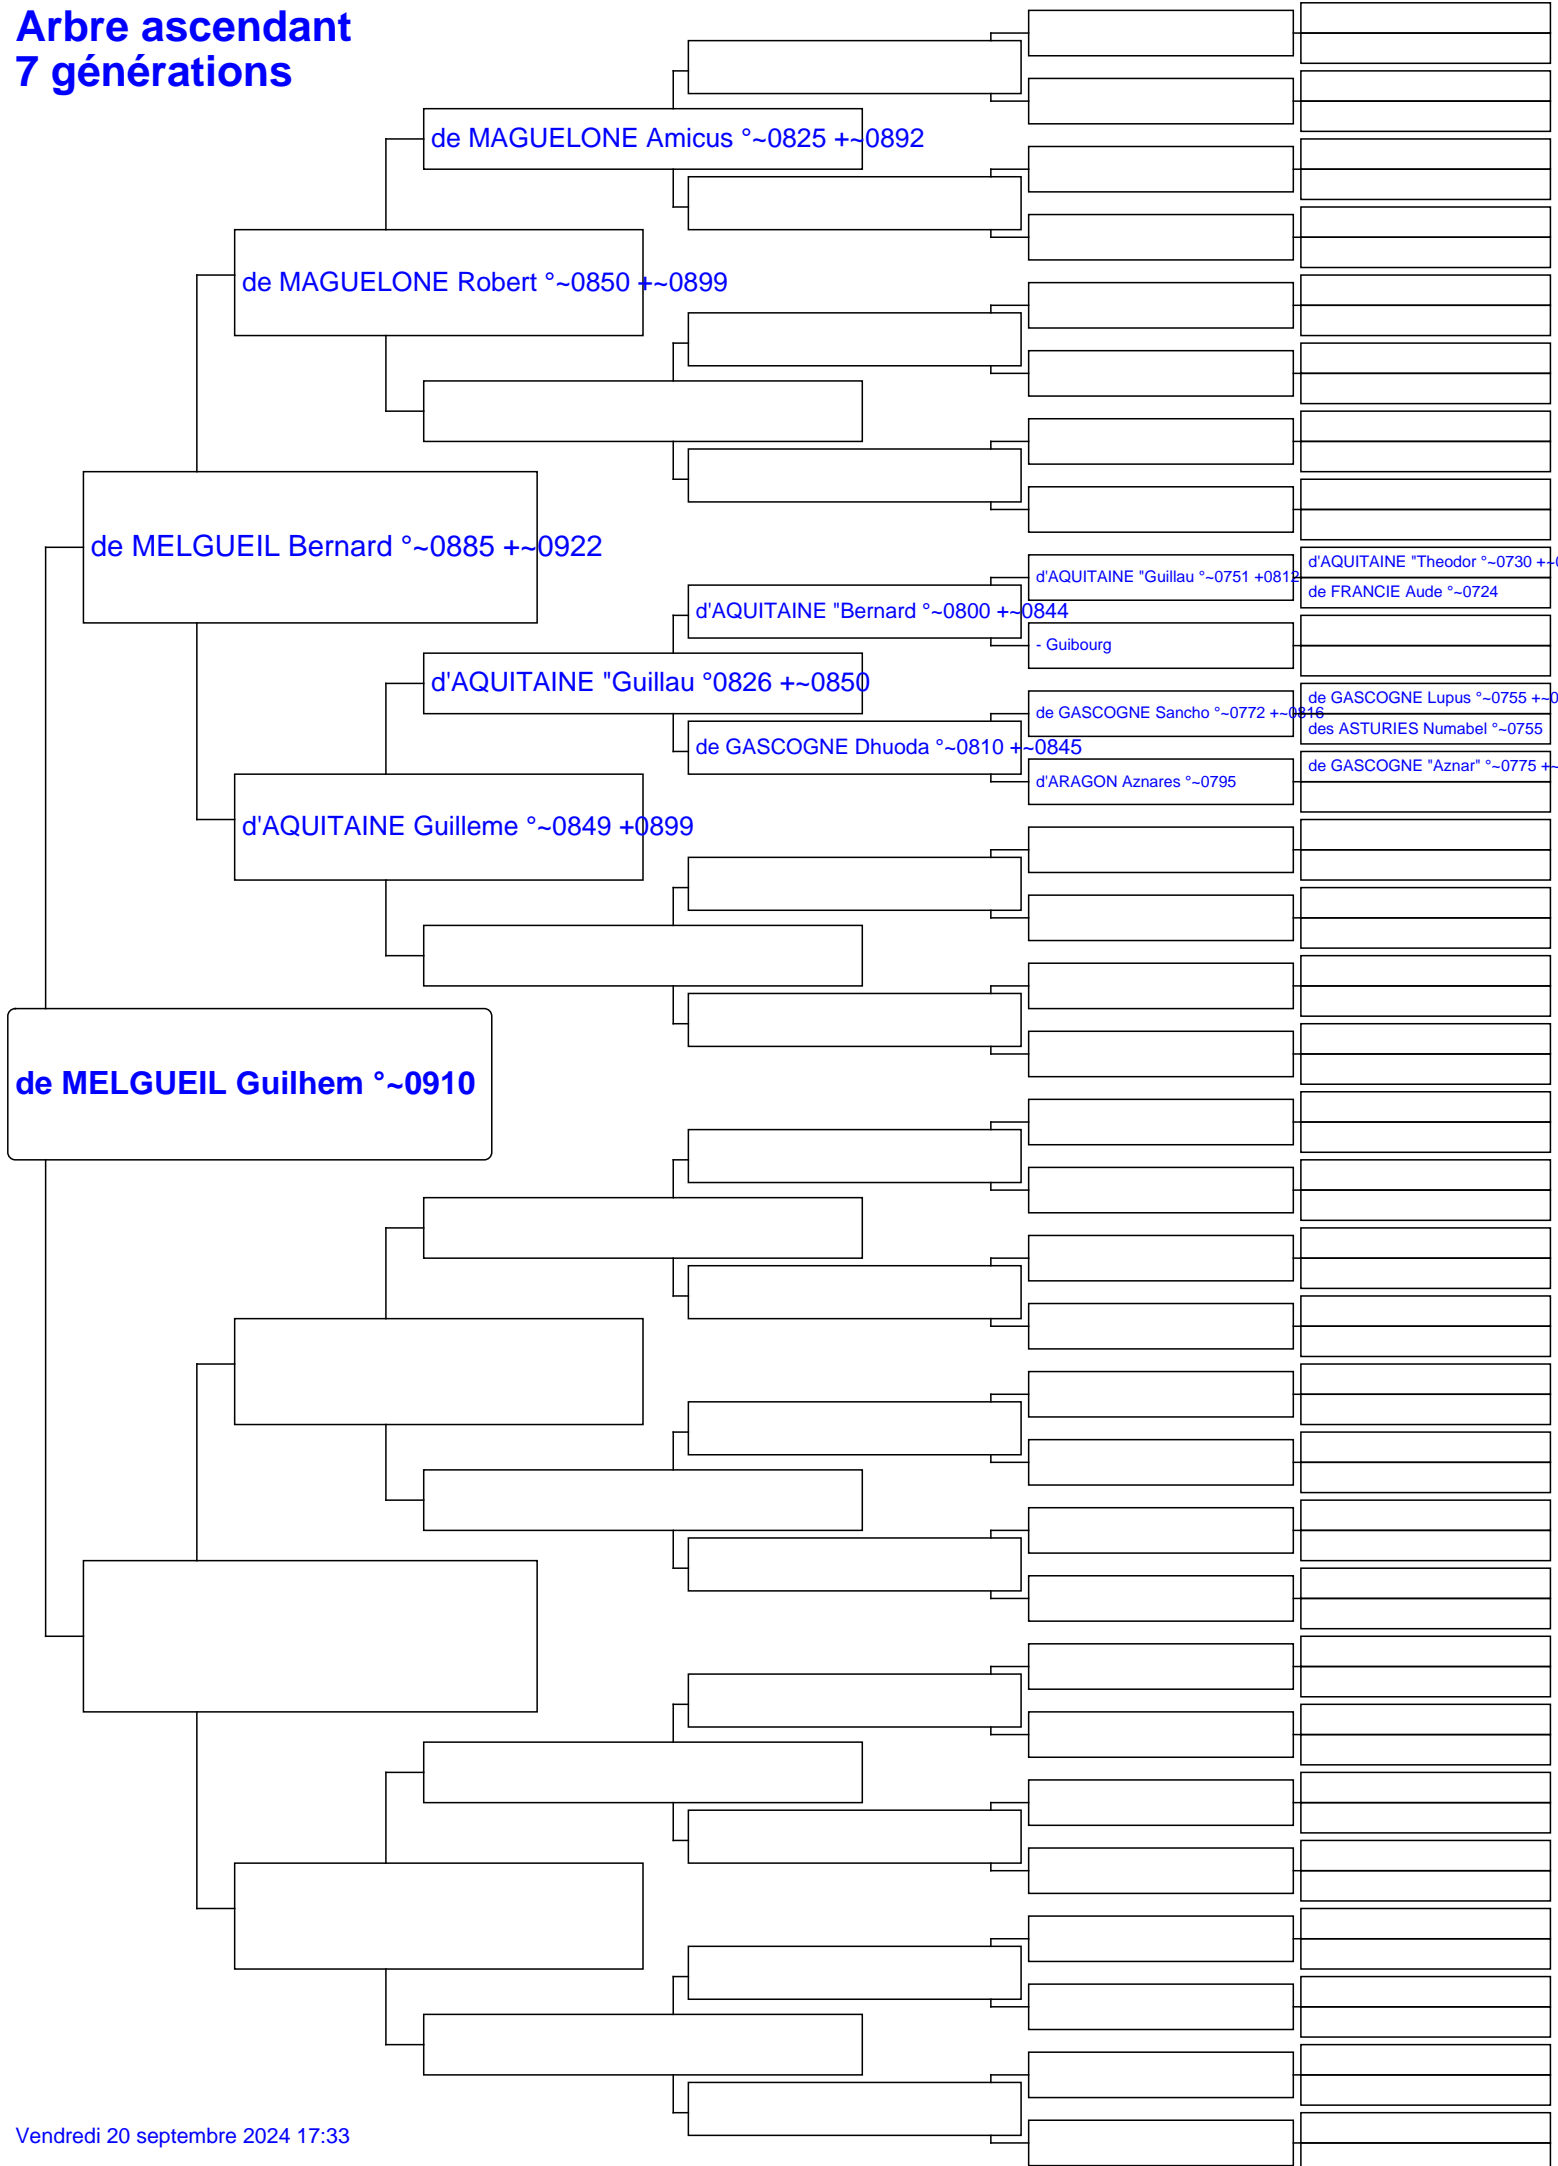 Arbre ascendant
7 générations
de MAGUELONE Amicus °~0825 +~0892
de MAGUELONE Robert °~0850 +~0899
de MELGUEIL Bernard °~0885 +~0922
d'AQUITAINE "Theodor °~0730 +~0
d'AQUITAINE "Guillau °~0751 +0812
de FRANCIE Aude °~0724
d'AQUITAINE "Bernard °~0800 +~0844
- Guibourg
d'AQUITAINE "Guillau °0826 +~0850
de GASCOGNE Lupus °~0755 +~0
de GASCOGNE Sancho °~0772 +~0816
des ASTURIES Numabel °~0755
de GASCOGNE Dhuoda °~0810 +~0845
de GASCOGNE "Aznar" °~0775 +~
d'ARAGON Aznares °~0795
d'AQUITAINE Guilleme °~0849 +0899
de MELGUEIL Guilhem °~0910
Vendredi 20 septembre 2024 17:33